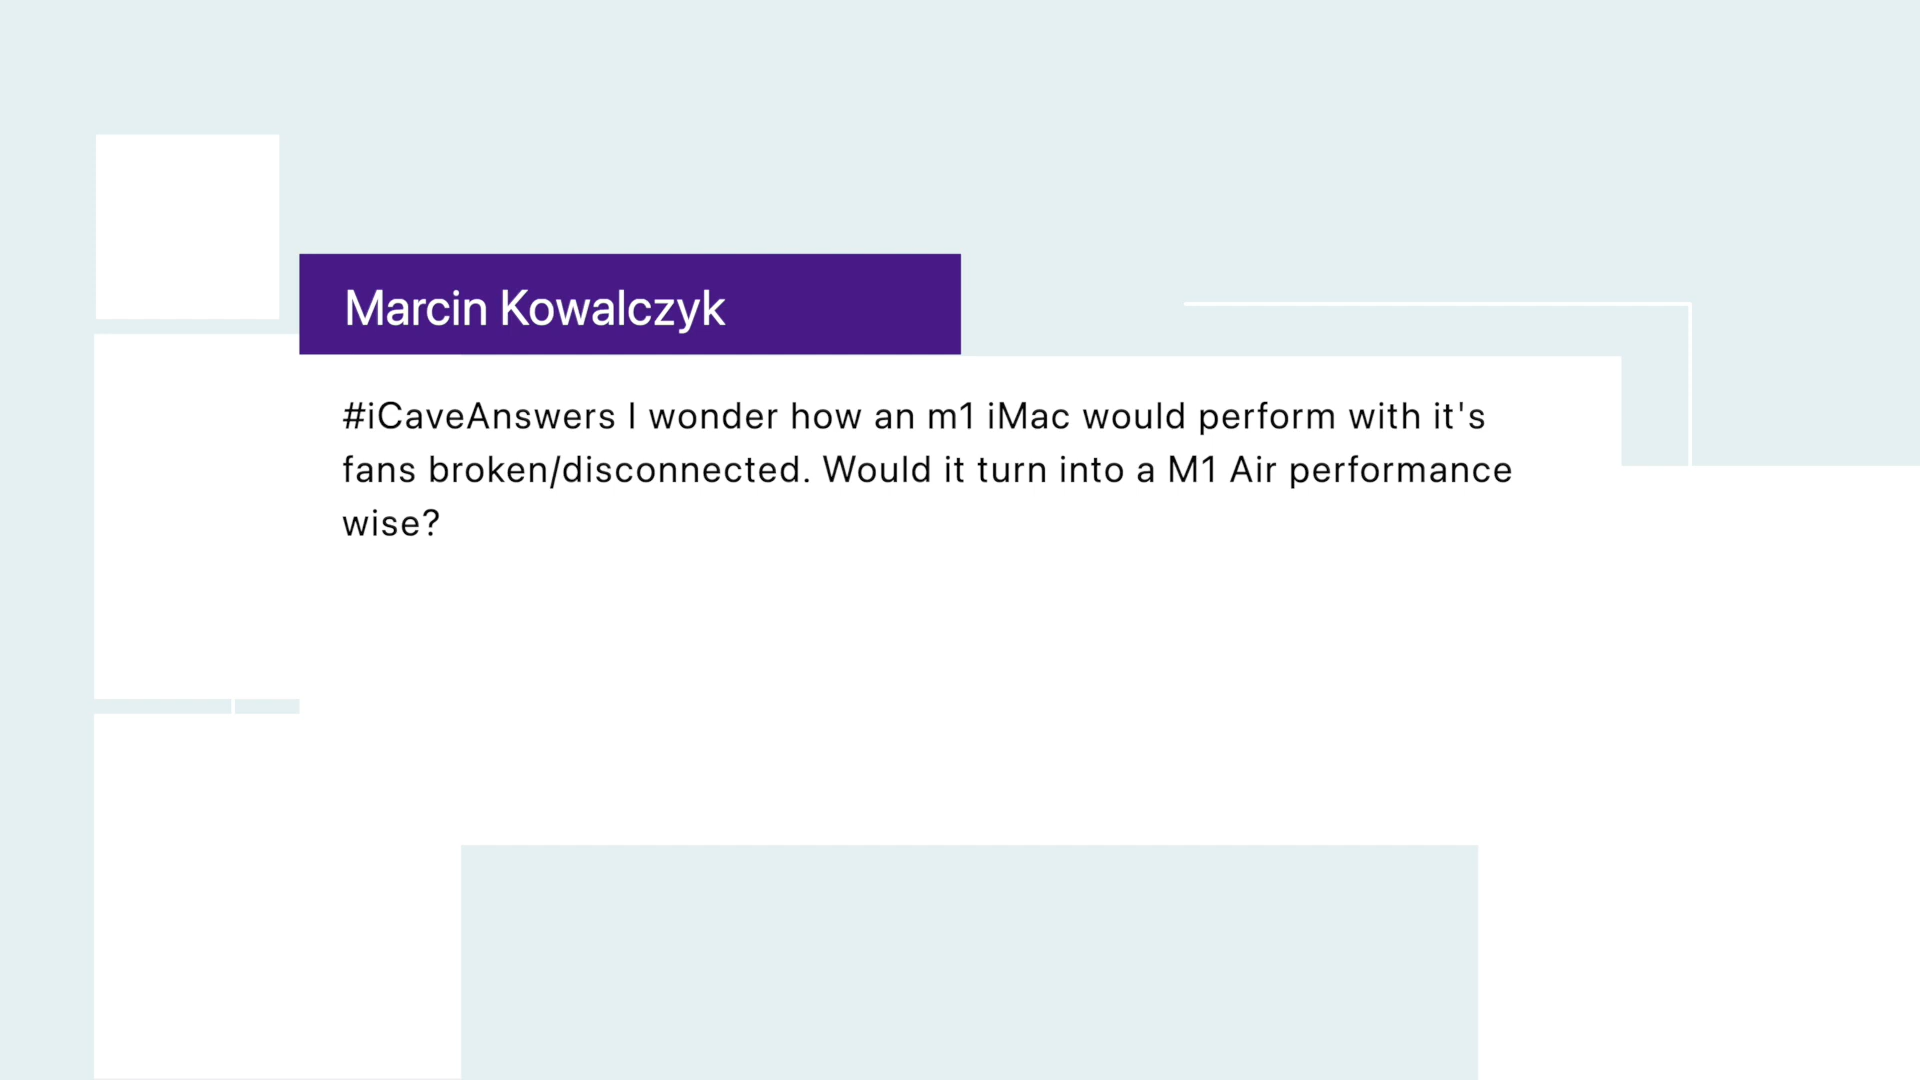 Marcin Kowalczyk
#iCaveAnswers I wonder how an m1 iMac would perform with it's
fans broken/disconnected. Would it turn into a M1 Air performance
wise?